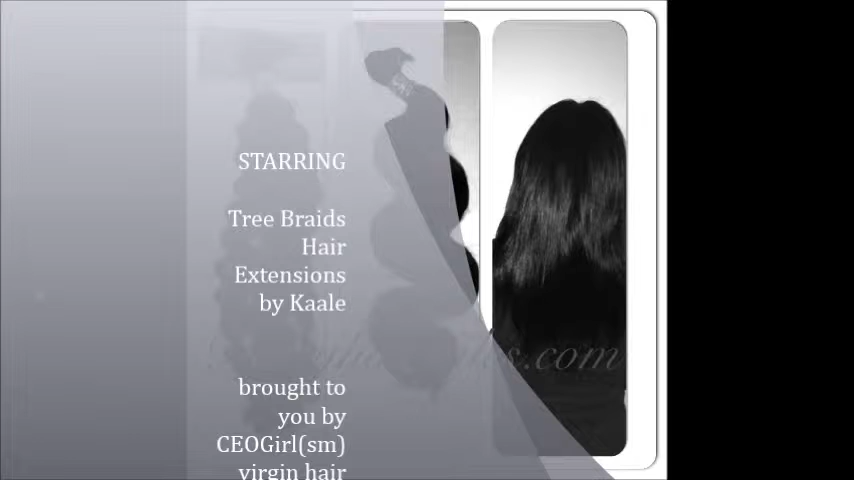 STARRING
Tree Braids
Hair
Extensions
by Kaale
brought to
you by
CEOGirl(sm)
virgin hair